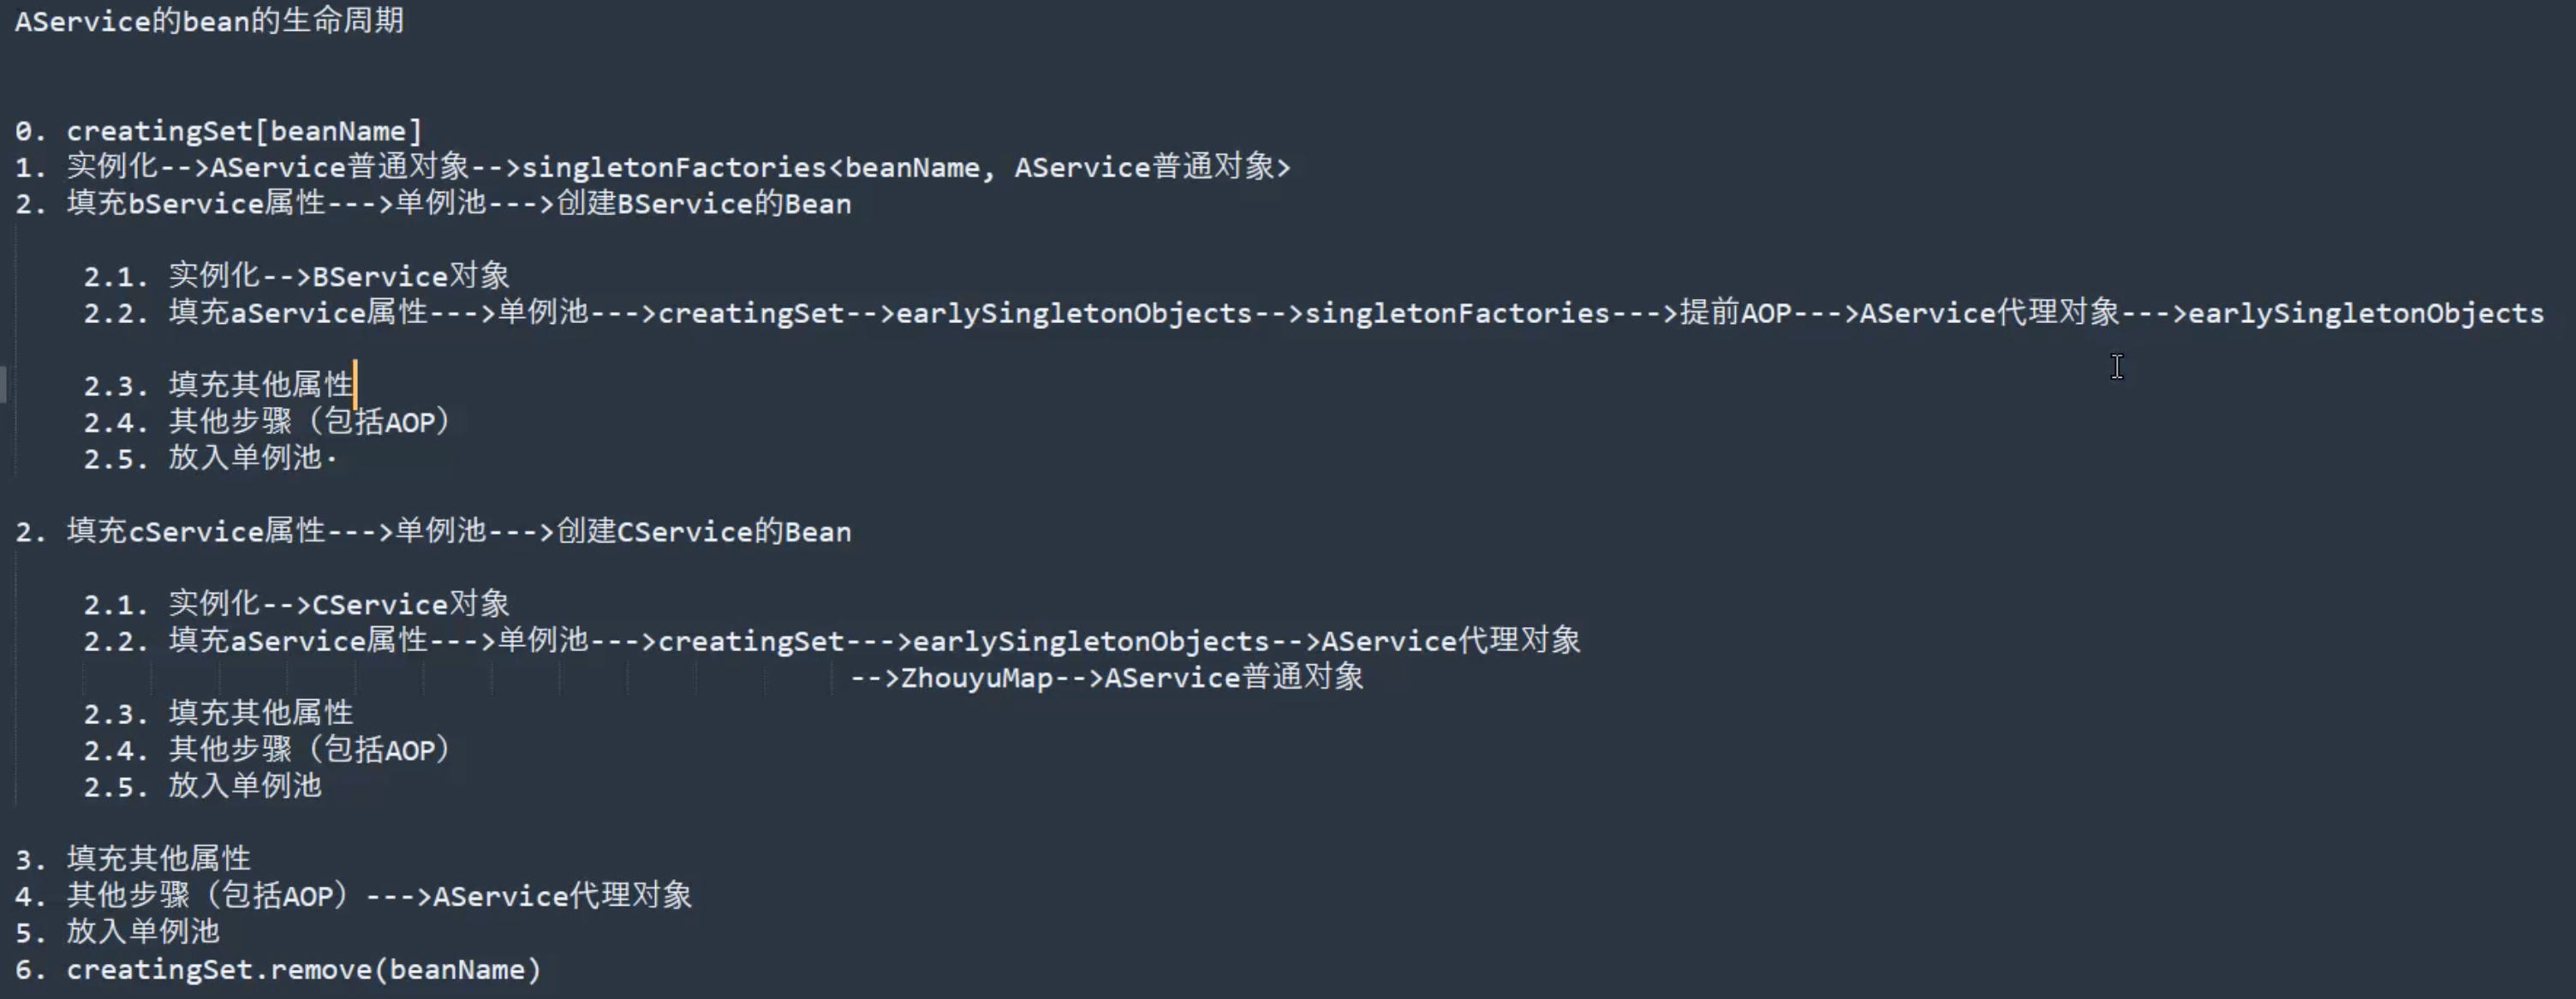 AService的bean的生命周期
0. creatingSet[beanName]
1. 实例化-->AService普通对象-->singletonFactories<beanName, AService普通对象>
2. 填充bService属性--->单例池--->创建BService的Bean
2.1. 实例化-->BService对象
2.2. 填充aService属性--->单例池--->creatingSet-->earlySingletonObjects-->singletonFactories--->提前AOP--->AService代理对象--->earlySingletonObjects
2.3. 填充其他属性
2.4. 其他步骤（包括AOP）
2.5. 放入单例池·
2. 填充cService属性--->单例池--->创建CService的Bean
2.1. 实例化-->CService对象
2.2. 填充aService属性--->单例池--->creatingSet--->earlySingletonObjects-->AService代理对象
-->ZhouyuMap-->AService普通对象
2.3. 填充其他属性
2.4. 其他步骤（包括AOP）
2.5. 放入单例池
3. 填充其他属性
4. 其他步骤（包括AOP）--->AService代理对象
5. 放入单例池
6. creatingSet.remove(beanName)